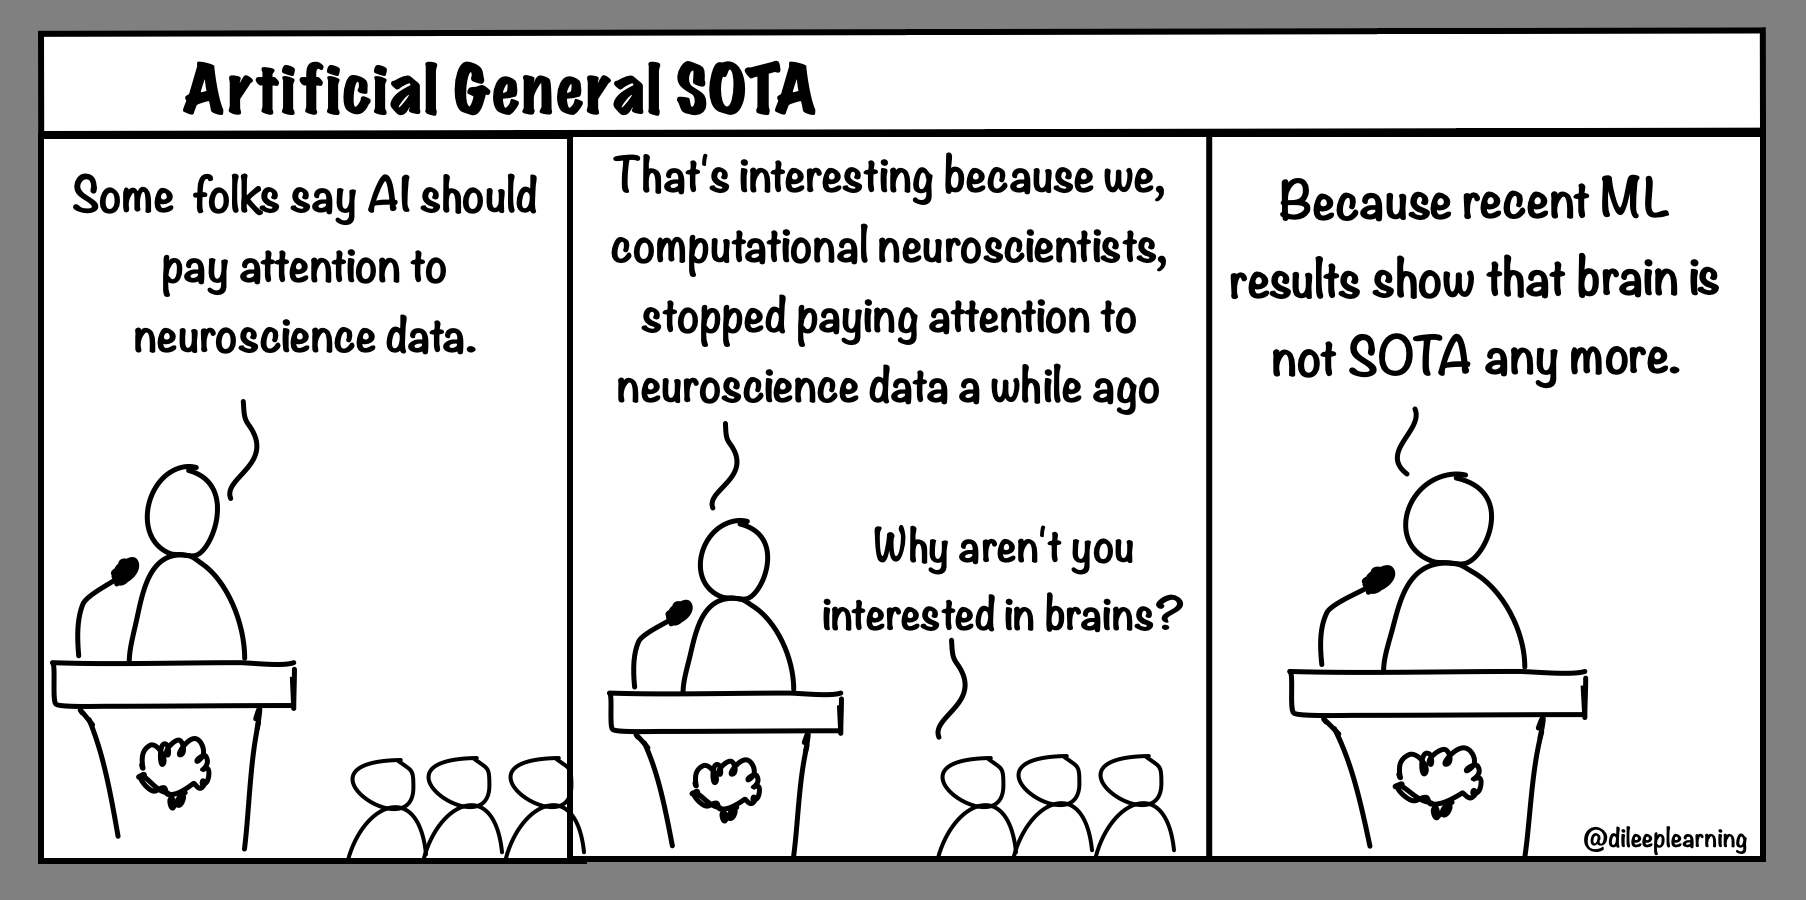 Artificial General SOTA
Some folks say AI should
pay attention to
neuroscience data.
That's interesting because we,
computational neuroscientists,
stopped paying attention to
neuroscience data a while ago
Why aren't you
interested in brains?
Because recent ML
results show that brain is
not SOTA any more.
@dileeplearning